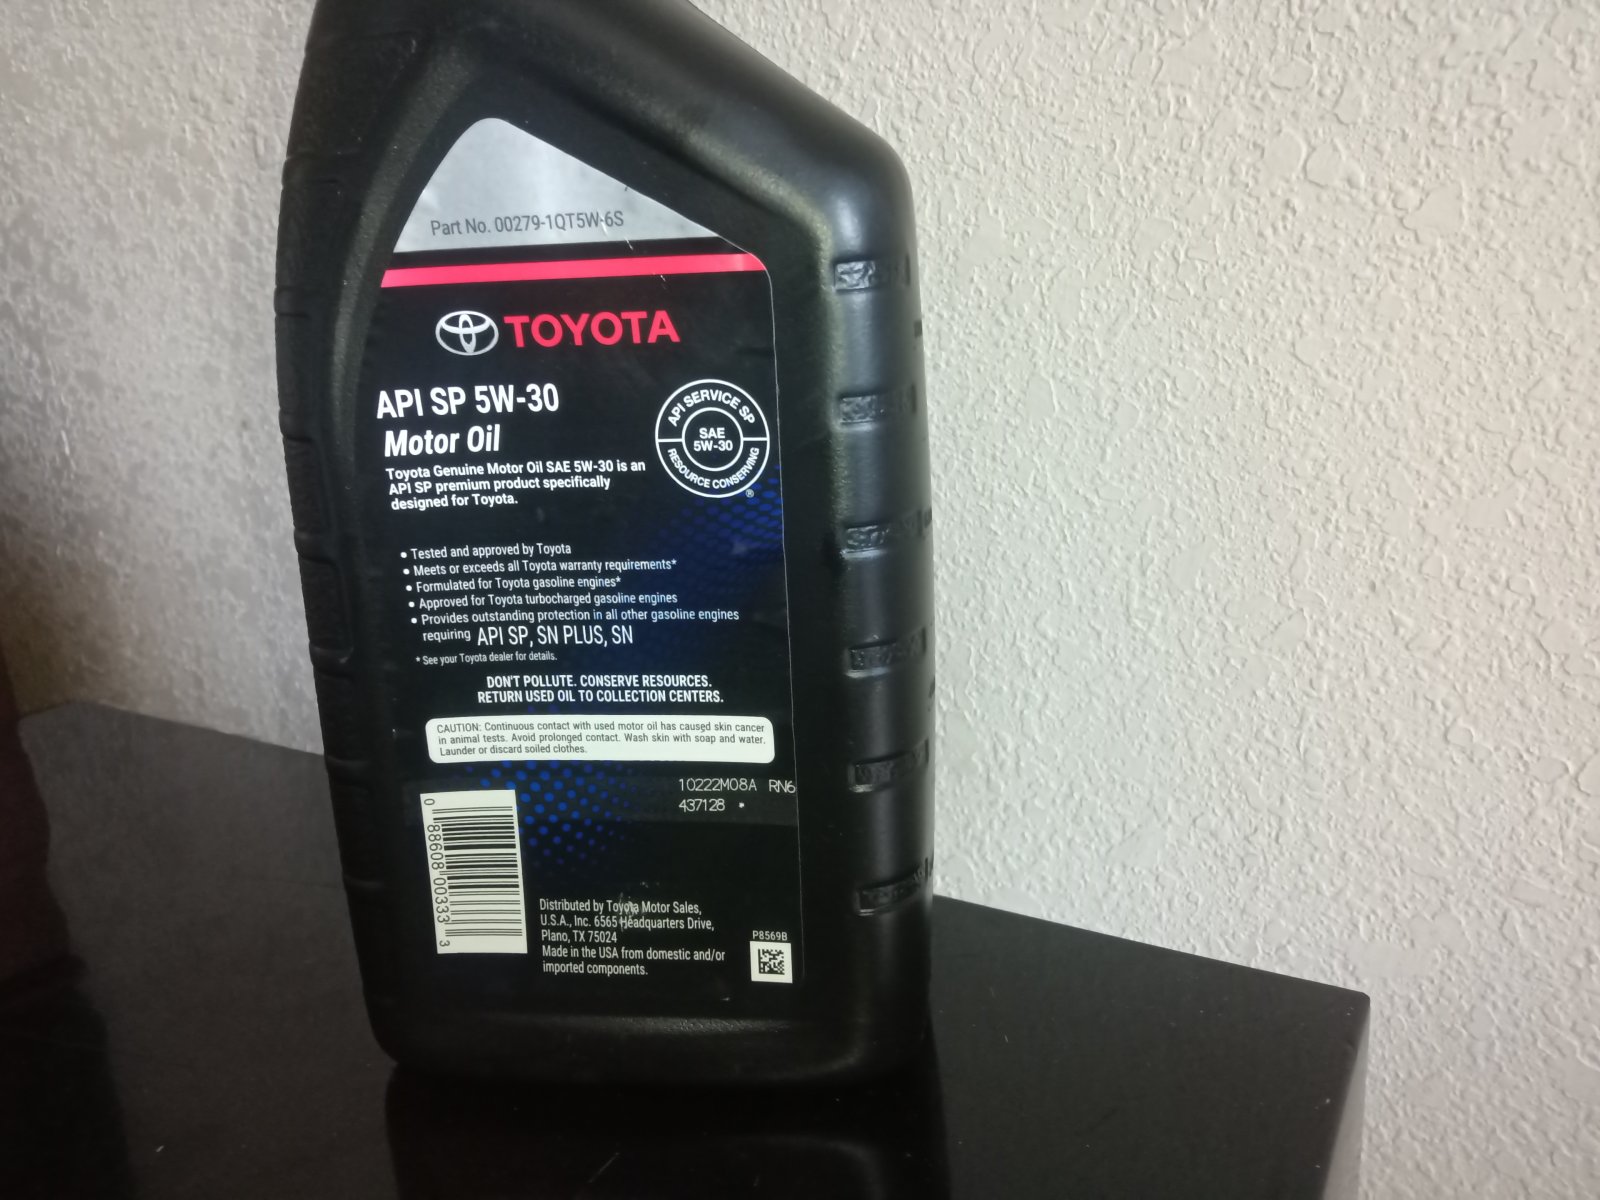 Part No. 00279-1QT5W-6S
TOYOTA
API SP 5W-30
Motor Oil
Toyota Genuine Motor Oil SAE 5W-30 is an
API SP premium product specifically
designed for Toyota.
API SERVICE SP
SAE
5W-30
RESOURCE CONSERVING
®
• Tested and approved by Toyota
• Meets or exceeds all Toyota warranty requirements*
• Formulated for Toyota gasoline engines*
• Approved for Toyota turbocharged gasoline engines
• Provides outstanding protection in all other gasoline engines
requiring API SP, SN PLUS, SN
* See your Toyota dealer for details.
DON'T POLLUTE. CONSERVE RESOURCES.
RETURN USED OIL TO COLLECTION CENTERS.
CAUTION: Continuous contact with used motor oil has caused skin cancer
in animal tests. Avoid prolonged contact. Wash skin with soap and water.
Launder or discard soiled clothes.
10222M08A RN6
437128 *
0 88608 00333 3
Distributed by Toyota Motor Sales,
U.S.A., Inc. 6565 Headquarters Drive,
Plano, TX 75024
Made in the USA from domestic and/or
imported components.
P8569B